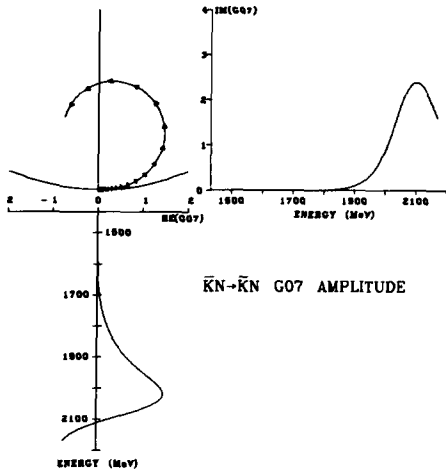 4 IM(G07)
3
2
1
0
1500 1700 1900 2100
ENERGY (MeV)
2 1 0 1 2
RE(G07)
1500
1700
1900
2100
ENERGY (MeV)
K̄N→K̄N G07 AMPLITUDE